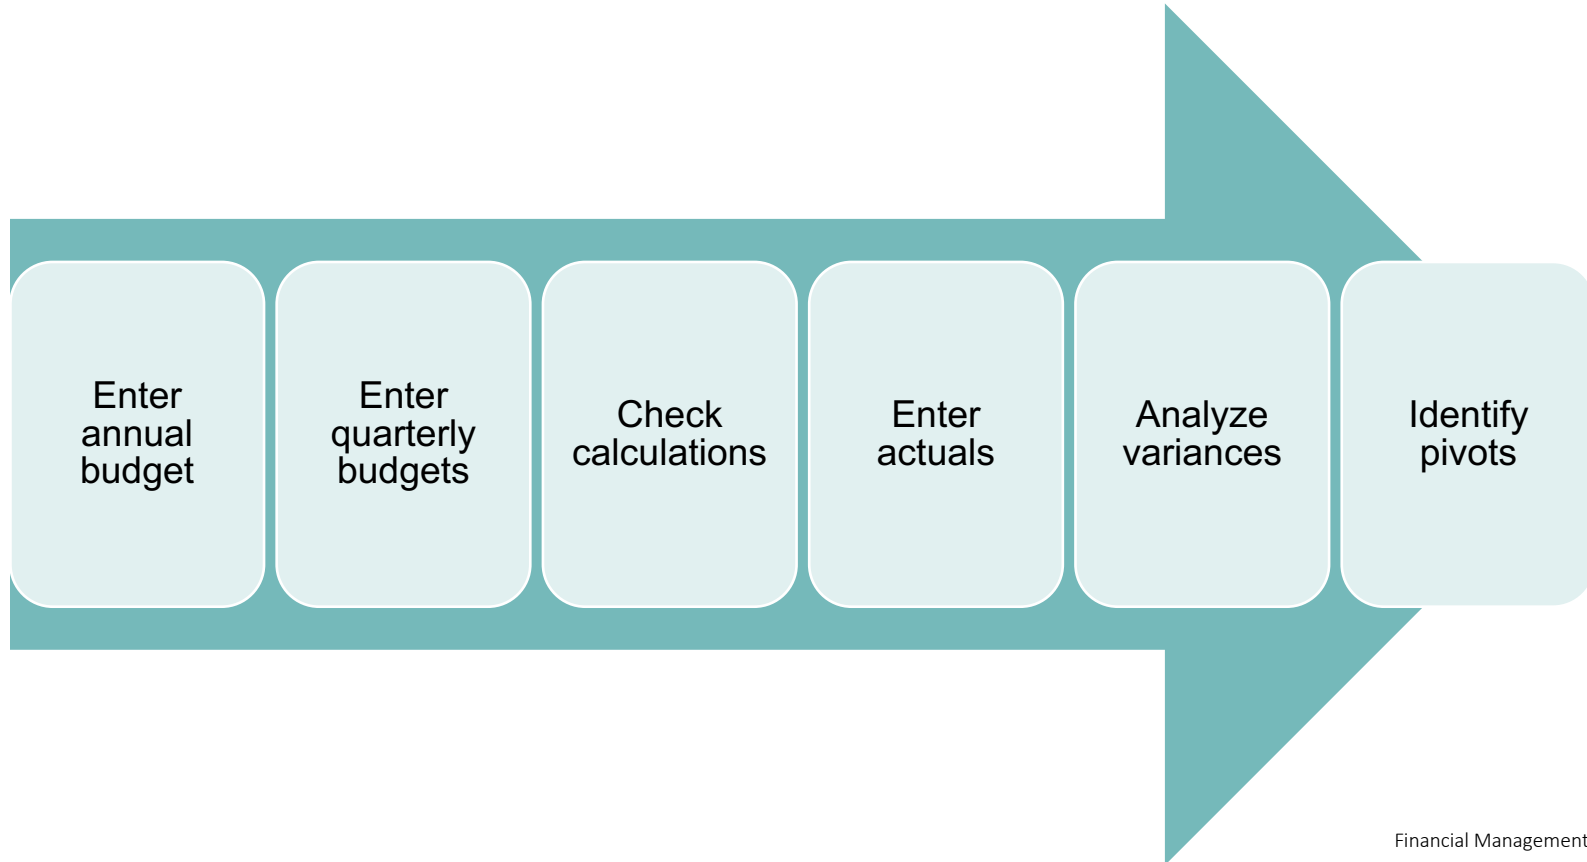 Enter
annual
budget
Enter
quarterly
budgets
Check
calculations
Enter
actuals
Analyze
variances
Identify
pivots
Financial Management